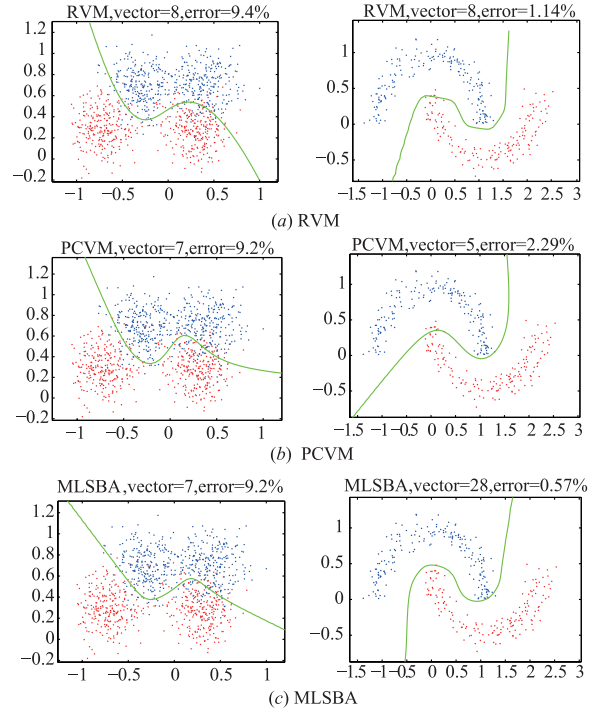 RVM,vector=8,error=9.4%
1.2
1
0.8
0.6
0.4
0.2
0
−0.2
−1 −0.5 0 0.5 1
RVM,vector=8,error=1.14%
1
0.5
0
−0.5
−1.5 −1 −0.5 0 0.5 1 1.5 2 2.5
(a) RVM
PCVM,vector=7,error=9.2%
1.2
1
0.8
0.6
0.4
0.2
0
−0.2
−1 −0.5 0 0.5 1
PCVM,vector=5,error=2.29%
1
0.5
0
−0.5
−1.5 −1 −0.5 0 0.5 1 1.5 2 2.5
(b) PCVM
MLSBA,vector=7,error=9.2%
1.2
1
0.8
0.6
0.4
0.2
0
−0.2
−1 −0.5 0 0.5 1
MLSBA,vector=28,error=0.57%
1
0.5
0
−0.5
−1.5 −1 −0.5 0 0.5 1 1.5 2 2.5
(c) MLSBA